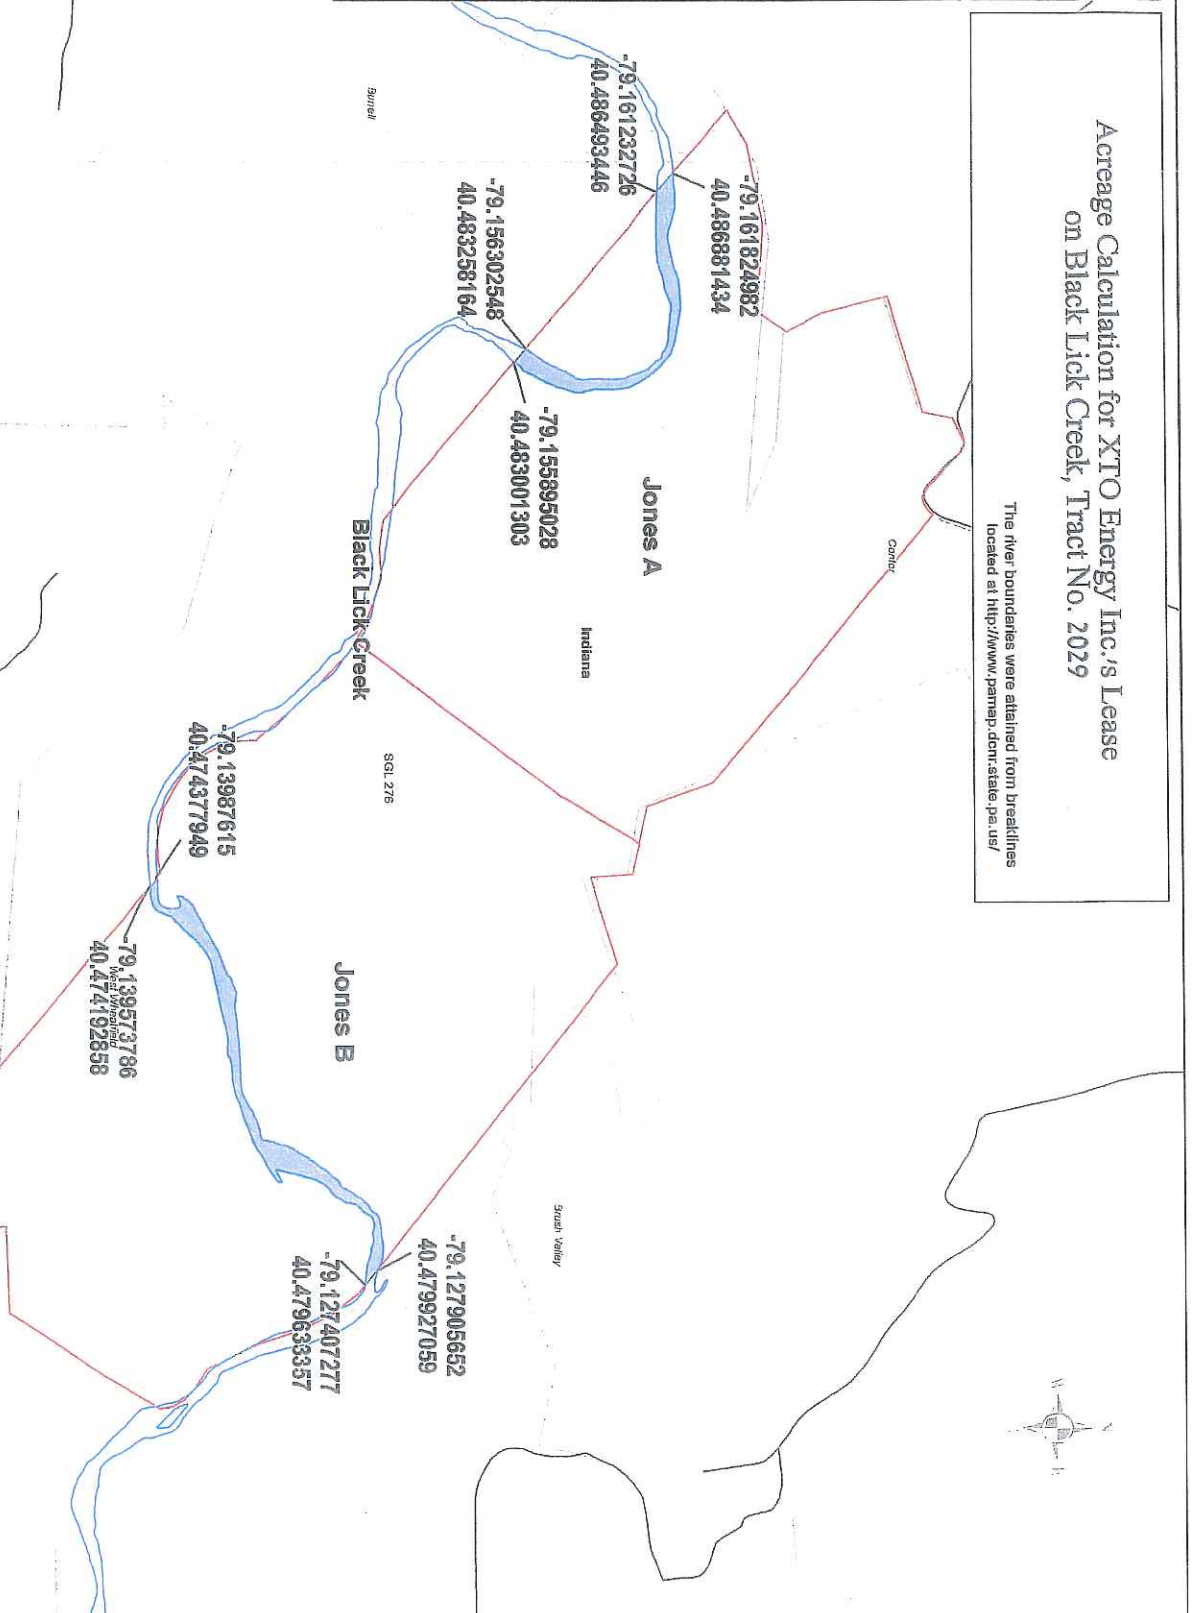 Acreage Calculation for XTO Energy Inc.'s Lease
on Black Lick Creek, Tract No. 2029
The river boundaries were attained from breaklines
located at http://www.pamap.dcnr.state.pa.us/
-79.161824982
40.486881434
-79.161232726
40.486493446
Burrell
-79.156302548
40.483258164
-79.155895028
40.483001303
Jones A
Center
Indiana
Black Lick Creek
SGL 276
-79.13987615
40.474377949
-79.139573786
West Wheatfield
40.474192858
Jones B
Brush Valley
-79.127905652
40.479927059
-79.127407277
40.479633357
N
W
E